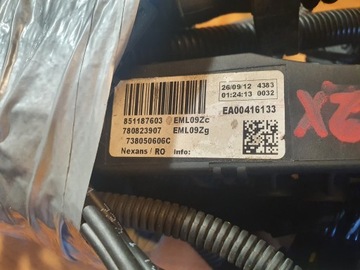 26/09/12 4383
01:24:13 0032
EA00416133
851187603 EML09Zc
780823907 EML09Zg
738050606C
Nexans / RO Info: